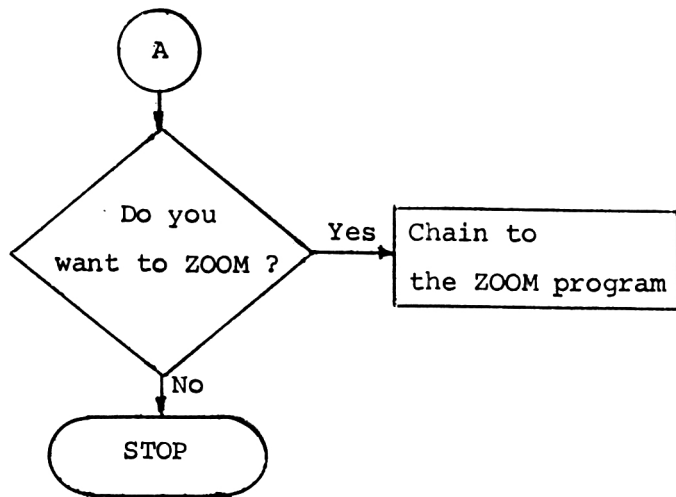 A
Do you
want to ZOOM ?
Yes
Chain to
the ZOOM program
No
STOP